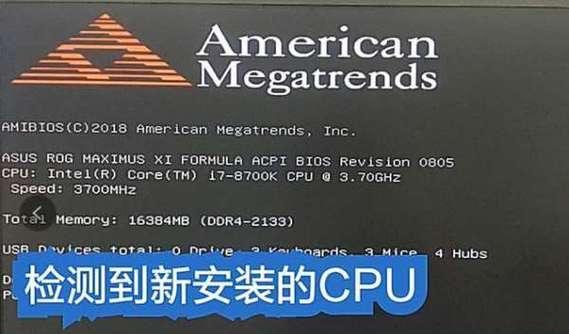 American
Megatrends
AMIBIOS(C)2018 American Megatrends, Inc.
ASUS ROG MAXIMUS XI FORMULA ACPI BIOS Revision 0805
CPU: Intel(R) Core(TM) i7-8700K CPU @ 3.70GHz
Speed: 3700MHz
Total Memory: 16384MB (DDR4-2133)
USB Devices total: 0 Drive, 3 Keyboards, 3 Mice, 4 Hubs
检测到新安装的CPU